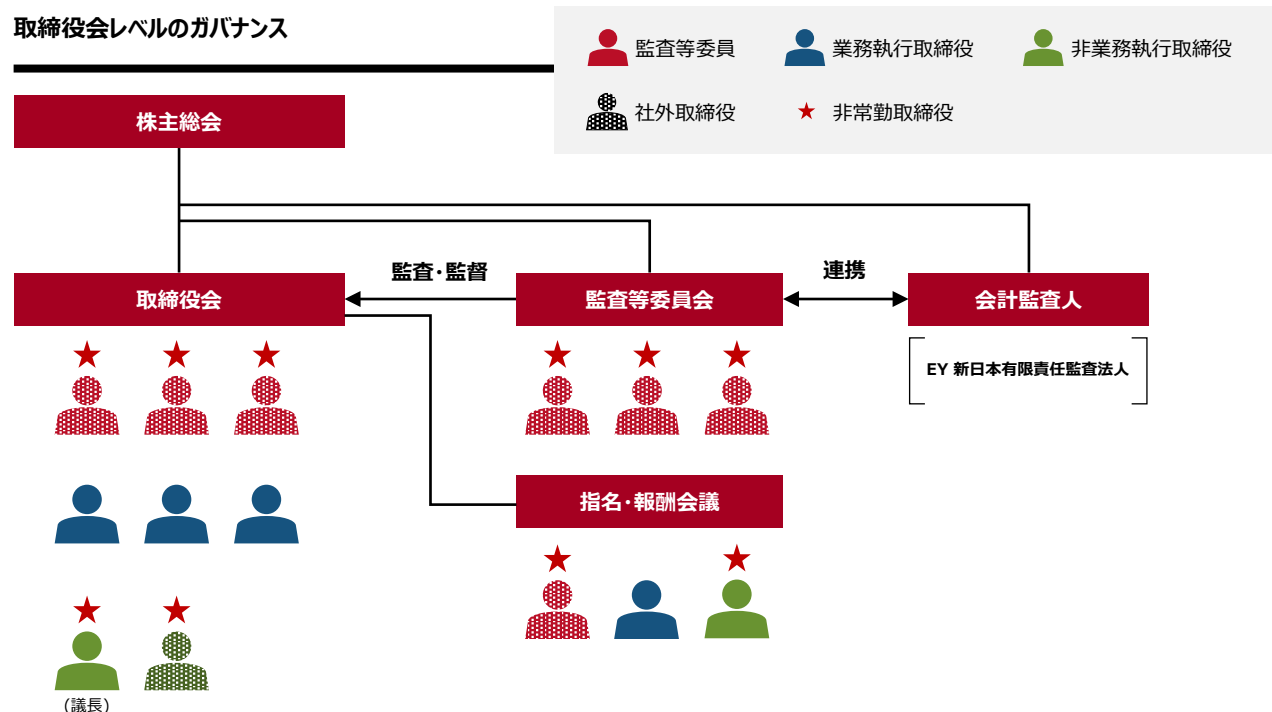 取締役会レベルのガバナンス
監査等委員
業務執行取締役
非業務執行取締役
社外取締役
非常勤取締役
株主総会
監査・監督
連携
取締役会
監査等委員会
会計監査人
EY 新日本有限責任監査法人
指名・報酬会議
(議長)